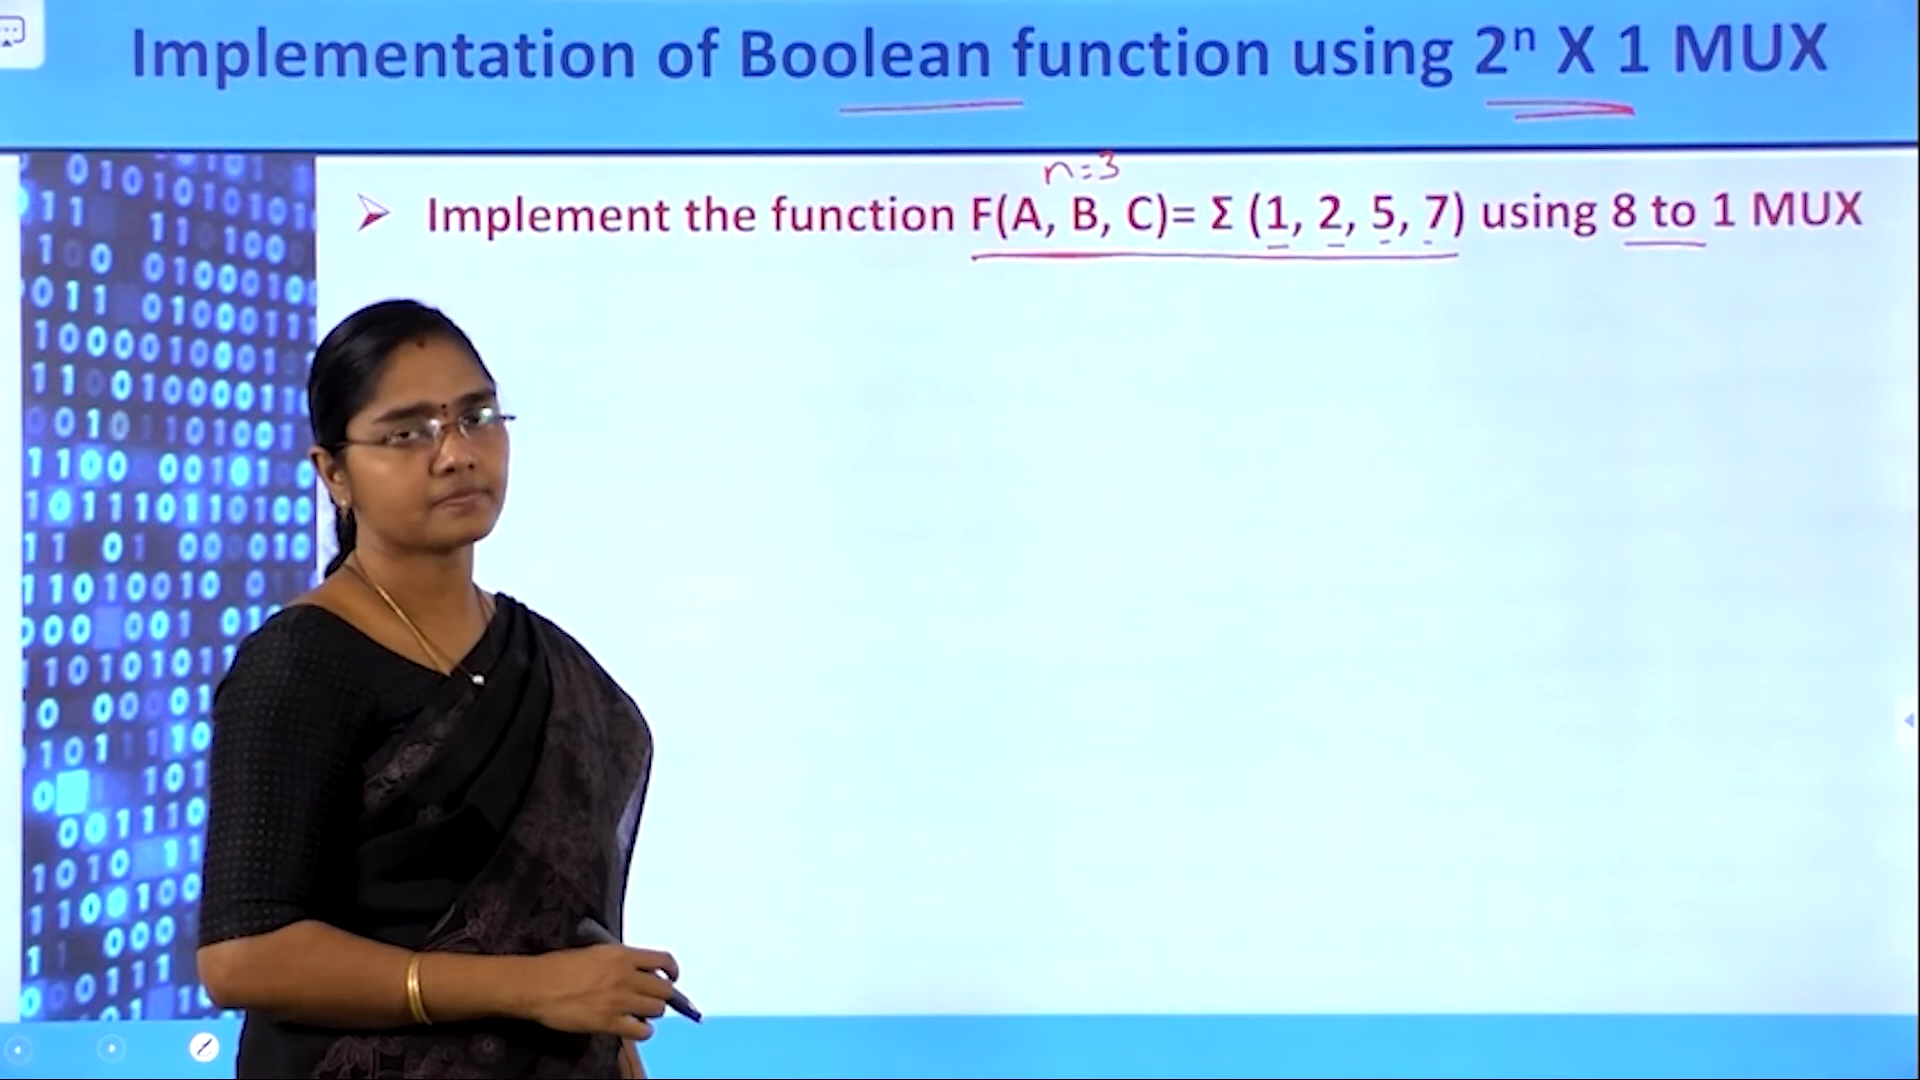 Implementation of Boolean function using 2ⁿ X 1 MUX
n=3
Implement the function F(A, B, C)= Σ (1, 2, 5, 7) using 8 to 1 MUX